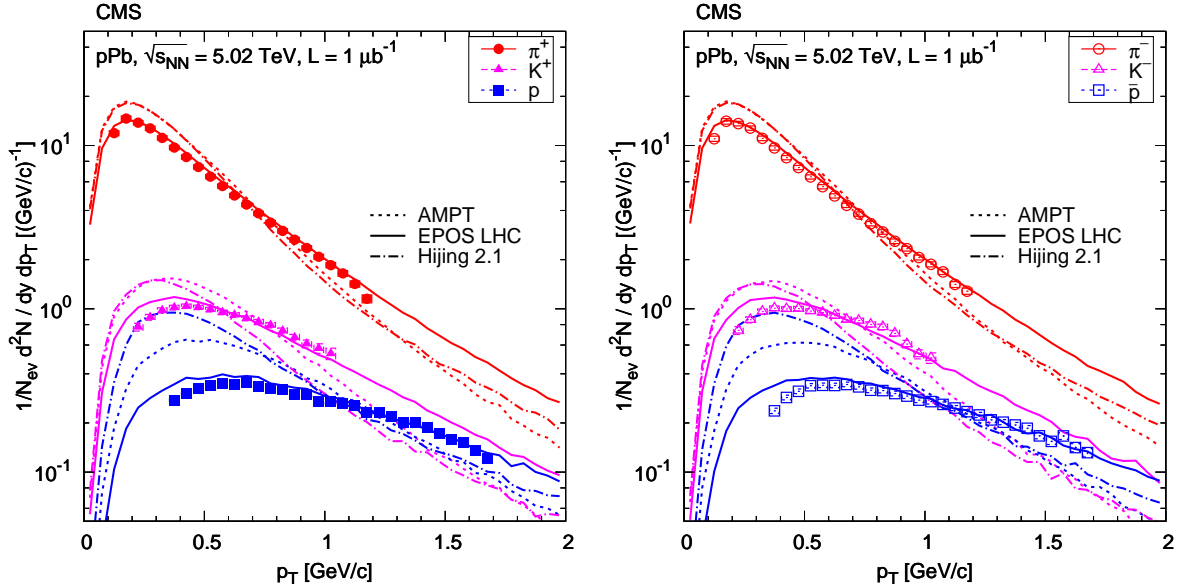 CMS
pPb, √sNN = 5.02 TeV, L = 1 μb⁻¹
π⁺
K⁺
p
AMPT
EPOS LHC
Hijing 2.1
1/Nev d²N / dy dpT [(GeV/c)⁻¹]
10¹
10⁰
10⁻¹
0 0.5 1 1.5 2
pT [GeV/c]
CMS
pPb, √sNN = 5.02 TeV, L = 1 μb⁻¹
π⁻
K⁻
p̄
AMPT
EPOS LHC
Hijing 2.1
1/Nev d²N / dy dpT [(GeV/c)⁻¹]
10¹
10⁰
10⁻¹
0 0.5 1 1.5 2
pT [GeV/c]